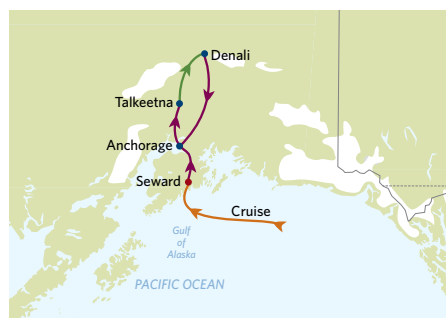 Denali
Talkeetna
Anchorage
Seward
Cruise
Gulf
of
Alaska
PACIFIC OCEAN